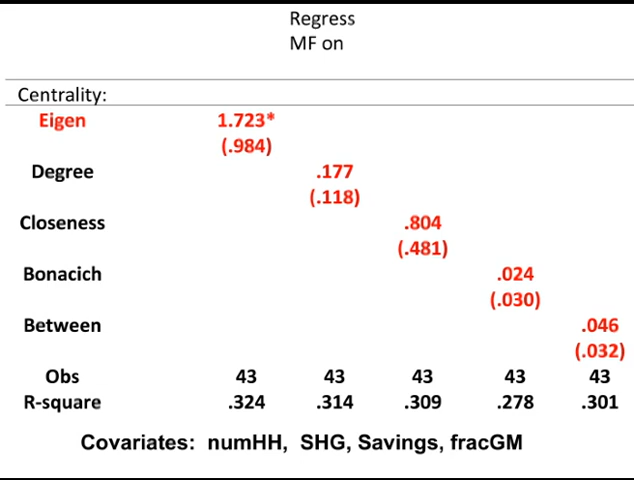 Regress
MF on
Centrality:
Eigen 1.723*
(.984)
Degree .177
(.118)
Closeness .804
(.481)
Bonacich .024
(.030)
Between .046
(.032)
Obs 43 43 43 43 43
R-square .324 .314 .309 .278 .301
Covariates: numHH, SHG, Savings, fracGM